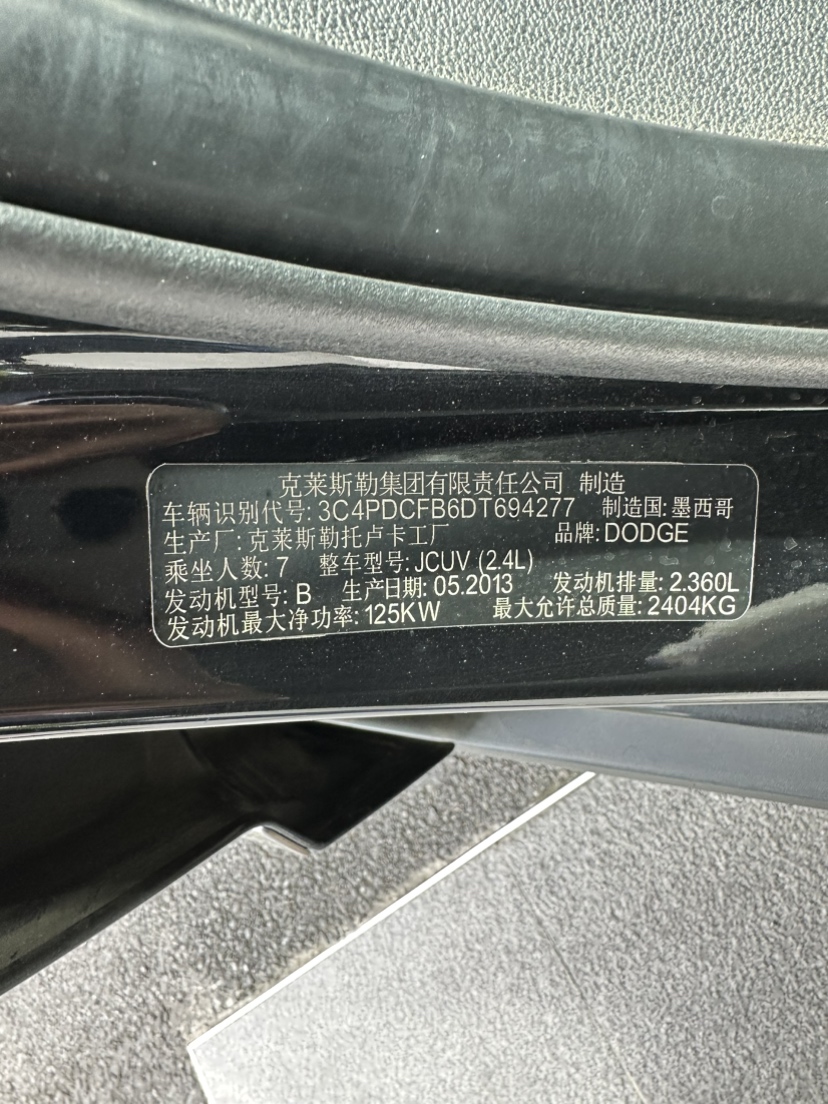 克莱斯勒集团有限责任公司 制造
车辆识别代号: 3C4PDCFB6DT694277 制造国: 墨西哥
生产厂: 克莱斯勒托卢卡工厂 品牌: DODGE
乘坐人数: 7 整车型号: JCUV (2.4L)
发动机型号: B 生产日期: 05.2013 发动机排量: 2.360L
发动机最大净功率: 125KW 最大允许总质量: 2404KG